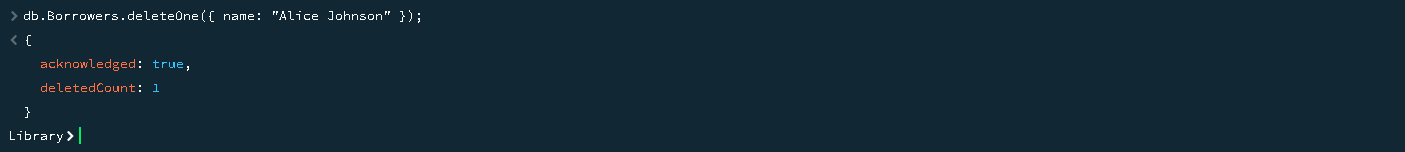 > db.Borrowers.deleteOne({ name: "Alice Johnson" });
< {
    acknowledged: true,
    deletedCount: 1
  }
Library>